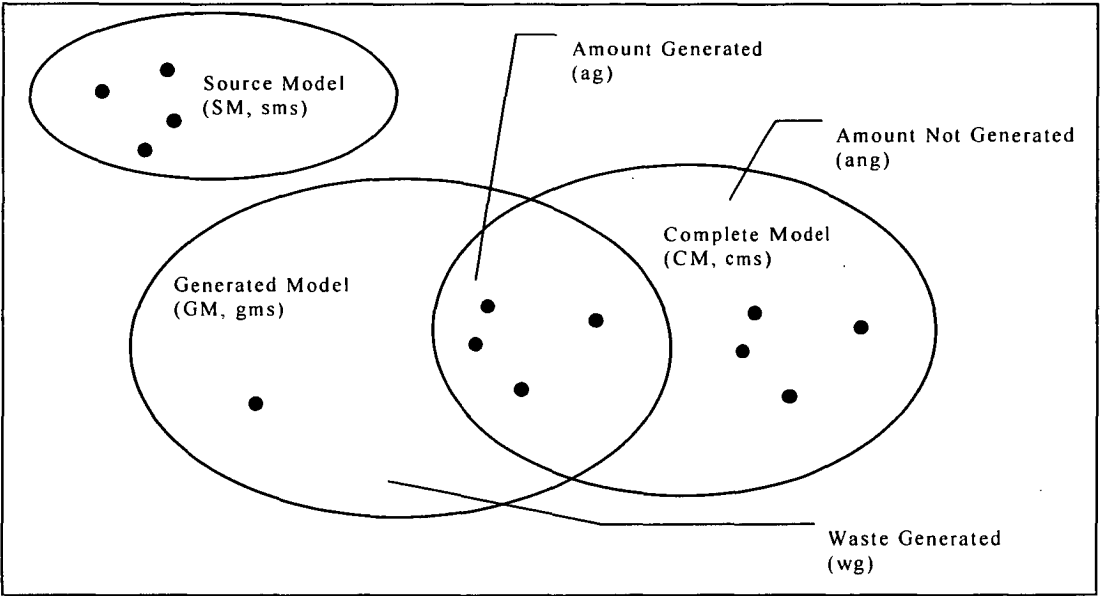 Amount Generated
(ag)
Source Model
(SM, sms)
Amount Not Generated
(ang)
Complete Model
(CM, cms)
Generated Model
(GM, gms)
Waste Generated
(wg)